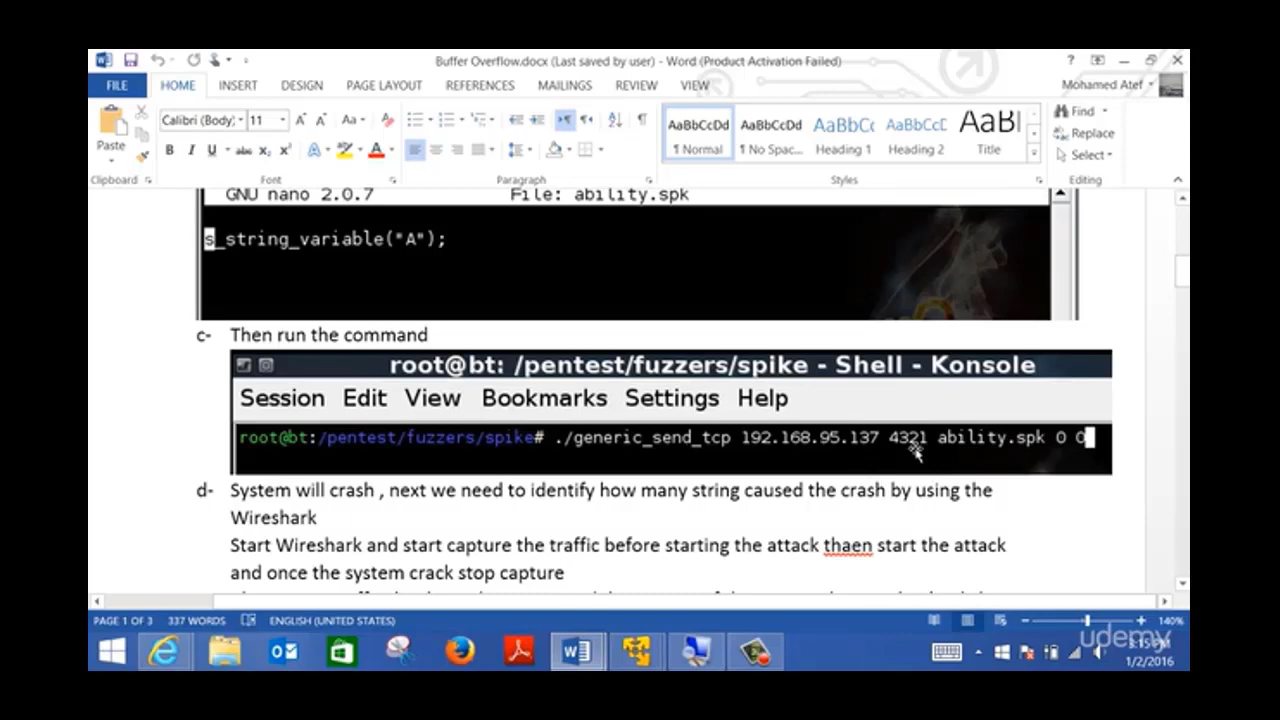 Buffer Overflow.docx (Last saved by user) - Word (Product Activation Failed)
FILE HOME INSERT DESIGN PAGE LAYOUT REFERENCES MAILINGS REVIEW VIEW Mohamed Atef
Paste
Calibri (Body) 11
AaBbCcDd AaBbCcDd AaBbCc AaBbCcC AaB
¶ Normal ¶ No Spac... Heading 1 Heading 2 Title
Find
Replace
Select
Clipboard Font Paragraph Styles Editing
GNU nano 2.0.7 File: ability.spk
s_string_variable("A");
c- Then run the command
root@bt: /pentest/fuzzers/spike - Shell - Konsole
Session Edit View Bookmarks Settings Help
root@bt:/pentest/fuzzers/spike# ./generic_send_tcp 192.168.95.137 4321 ability.spk 0 0
d- System will crash , next we need to identify how many string caused the crash by using the
Wireshark
Start Wireshark and start capture the traffic before starting the attack thaen start the attack
and once the system crack stop capture
PAGE 1 OF 3 337 WORDS ENGLISH (UNITED STATES) 140%
udemy
1/2/2016